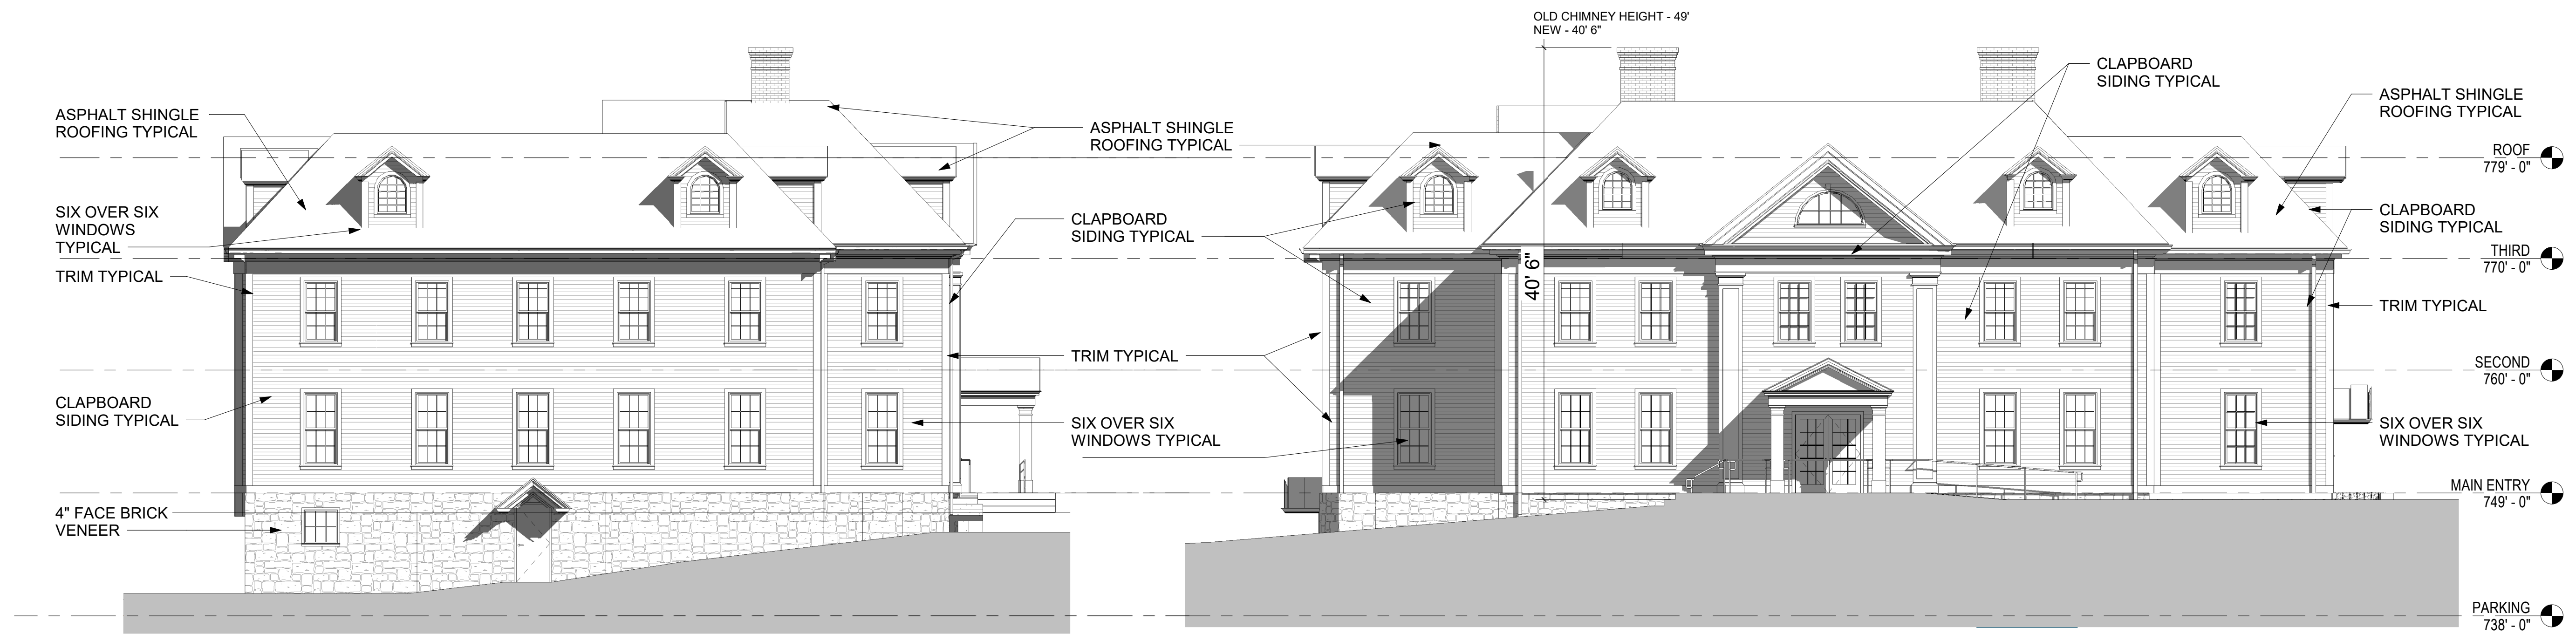 OLD CHIMNEY HEIGHT - 49'
NEW - 40' 6"
ASPHALT SHINGLE
ROOFING TYPICAL
SIX OVER SIX
WINDOWS
TYPICAL
TRIM TYPICAL
CLAPBOARD
SIDING TYPICAL
4" FACE BRICK
VENEER
ASPHALT SHINGLE
ROOFING TYPICAL
CLAPBOARD
SIDING TYPICAL
TRIM TYPICAL
SIX OVER SIX
WINDOWS TYPICAL
40' 6"
CLAPBOARD
SIDING TYPICAL
ASPHALT SHINGLE
ROOFING TYPICAL
CLAPBOARD
SIDING TYPICAL
TRIM TYPICAL
SIX OVER SIX
WINDOWS TYPICAL
ROOF
779' - 0"
THIRD
770' - 0"
SECOND
760' - 0"
MAIN ENTRY
749' - 0"
PARKING
738' - 0"